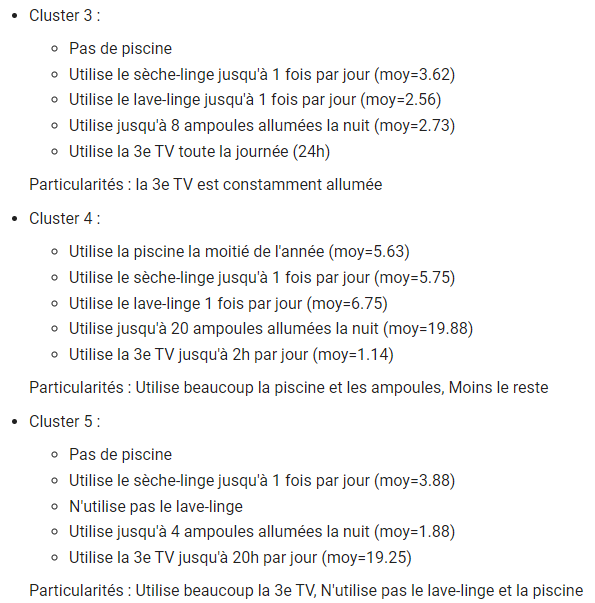 Cluster 3 :
Pas de piscine
Utilise le sèche-linge jusqu'à 1 fois par jour (moy=3.62)
Utilise le lave-linge jusqu'à 1 fois par jour (moy=2.56)
Utilise jusqu'à 8 ampoules allumées la nuit (moy=2.73)
Utilise la 3e TV toute la journée (24h)
Particularités : la 3e TV est constamment allumée
Cluster 4 :
Utilise la piscine la moitié de l'année (moy=5.63)
Utilise le sèche-linge jusqu'à 1 fois par jour (moy=5.75)
Utilise le lave-linge 1 fois par jour (moy=6.75)
Utilise jusqu'à 20 ampoules allumées la nuit (moy=19.88)
Utilise la 3e TV jusqu'à 2h par jour (moy=1.14)
Particularités : Utilise beaucoup la piscine et les ampoules, Moins le reste
Cluster 5 :
Pas de piscine
Utilise le sèche-linge jusqu'à 1 fois par jour (moy=3.88)
N'utilise pas le lave-linge
Utilise jusqu'à 4 ampoules allumées la nuit (moy=1.88)
Utilise la 3e TV jusqu'à 20h par jour (moy=19.25)
Particularités : Utilise beaucoup la 3e TV, N'utilise pas le lave-linge et la piscine